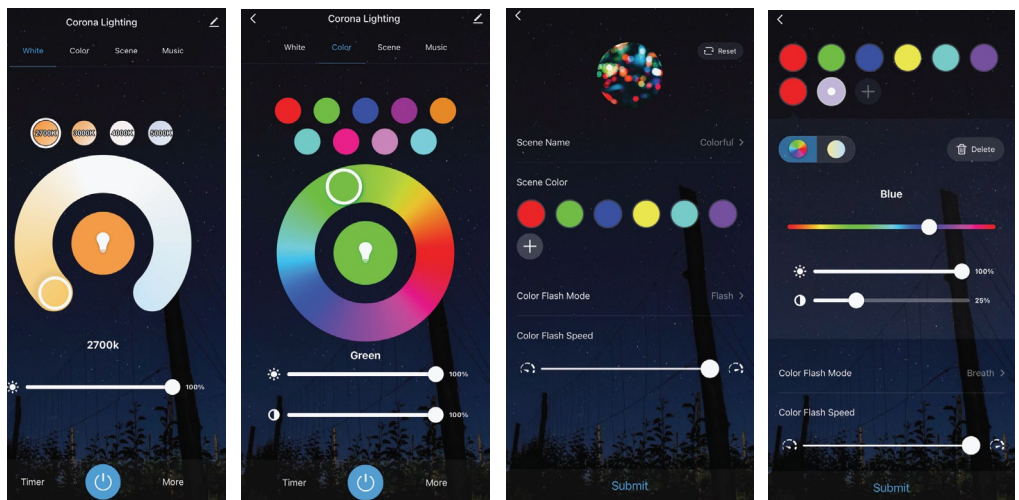 Corona Lighting
White Color Scene Music
2700K 3000K 4000K 5000K
2700k
100%
Timer More
Corona Lighting
White Color Scene Music
Green
100%
100%
Timer More
Reset
Scene Name Colorful >
Scene Color
Color Flash Mode Flash >
Color Flash Speed
Submit
Delete
Blue
100%
25%
Color Flash Mode Breath >
Color Flash Speed
Submit